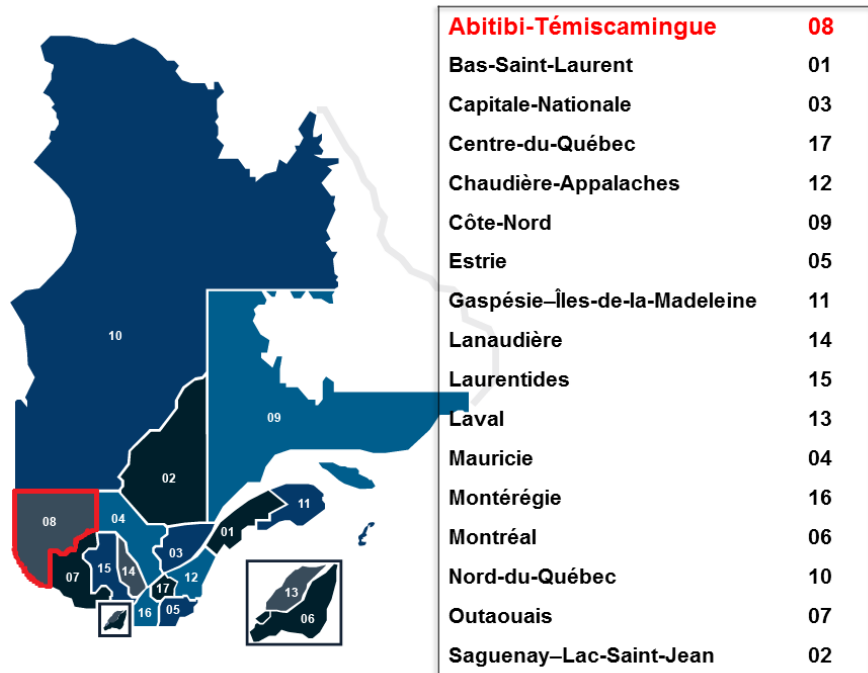 Abitibi-Témiscamingue 08
Bas-Saint-Laurent 01
Capitale-Nationale 03
Centre-du-Québec 17
Chaudière-Appalaches 12
Côte-Nord 09
Estrie 05
Gaspésie–Îles-de-la-Madeleine 11
Lanaudière 14
Laurentides 15
Laval 13
Mauricie 04
Montérégie 16
Montréal 06
Nord-du-Québec 10
Outaouais 07
Saguenay–Lac-Saint-Jean 02
10
09
02
11
08
04
01
03
07
15
14
12
17
13
16
05
06